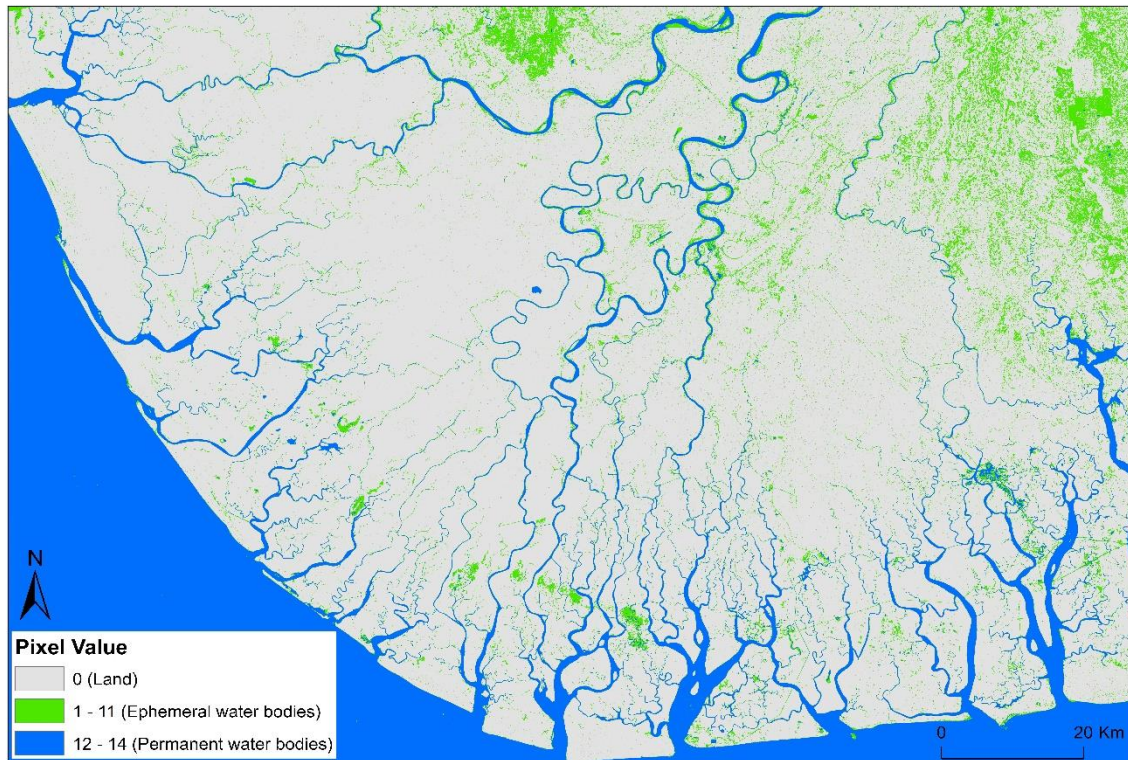 N
Pixel Value
0 (Land)
1 - 11 (Ephemeral water bodies)
12 - 14 (Permanent water bodies)
0 20 Km